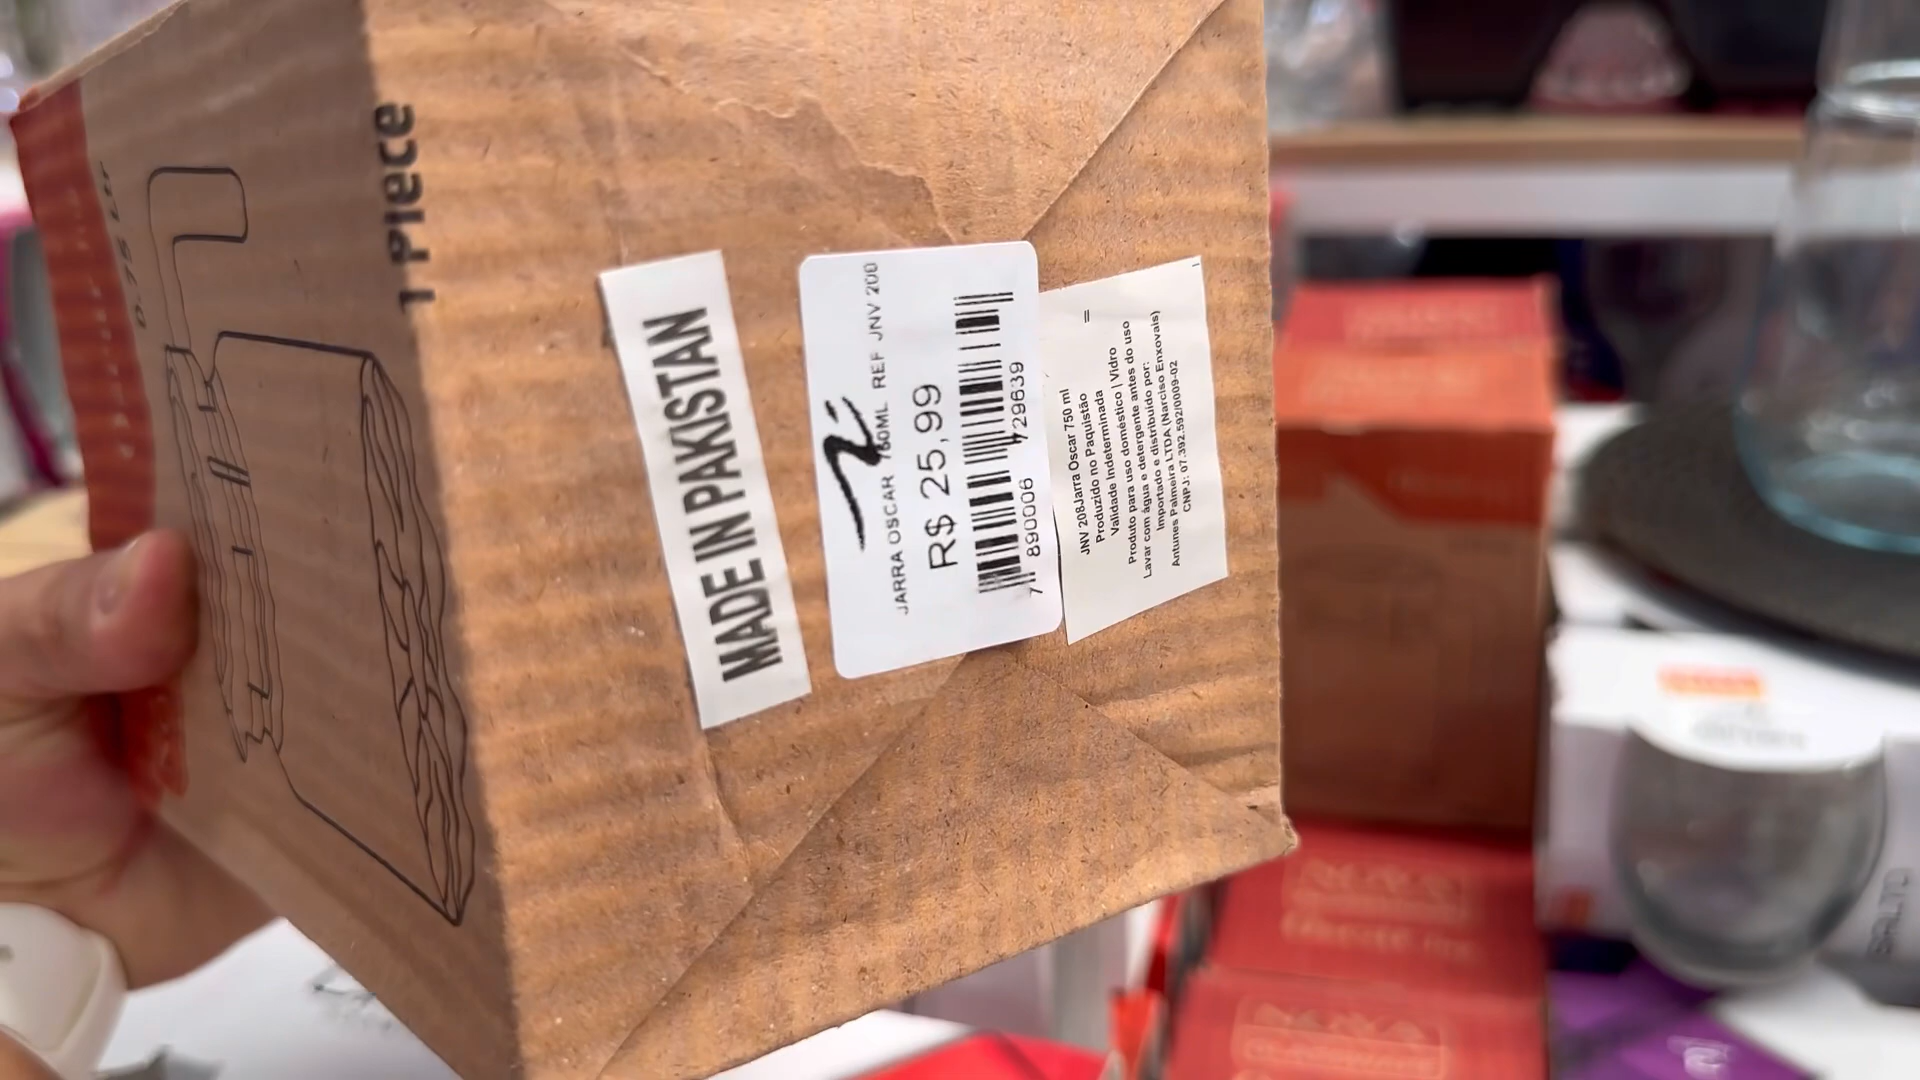 0.75 Ltr
1 Piece
MADE IN PAKISTAN
JARRA OSCAR 750ML REF JNV 200
R$ 25,99
7 890006 729639
JNV 208Jarra Oscar 750 ml
Produzido no Paquistão
Validade Indeterminada
Produto para uso doméstico | Vidro
Lavar com água e detergente antes do uso
Importado e distribuído por:
Antunes Palmeira LTDA (Narciso Enxovais)
CNPJ: 07.392.592/0009-02
SALTO